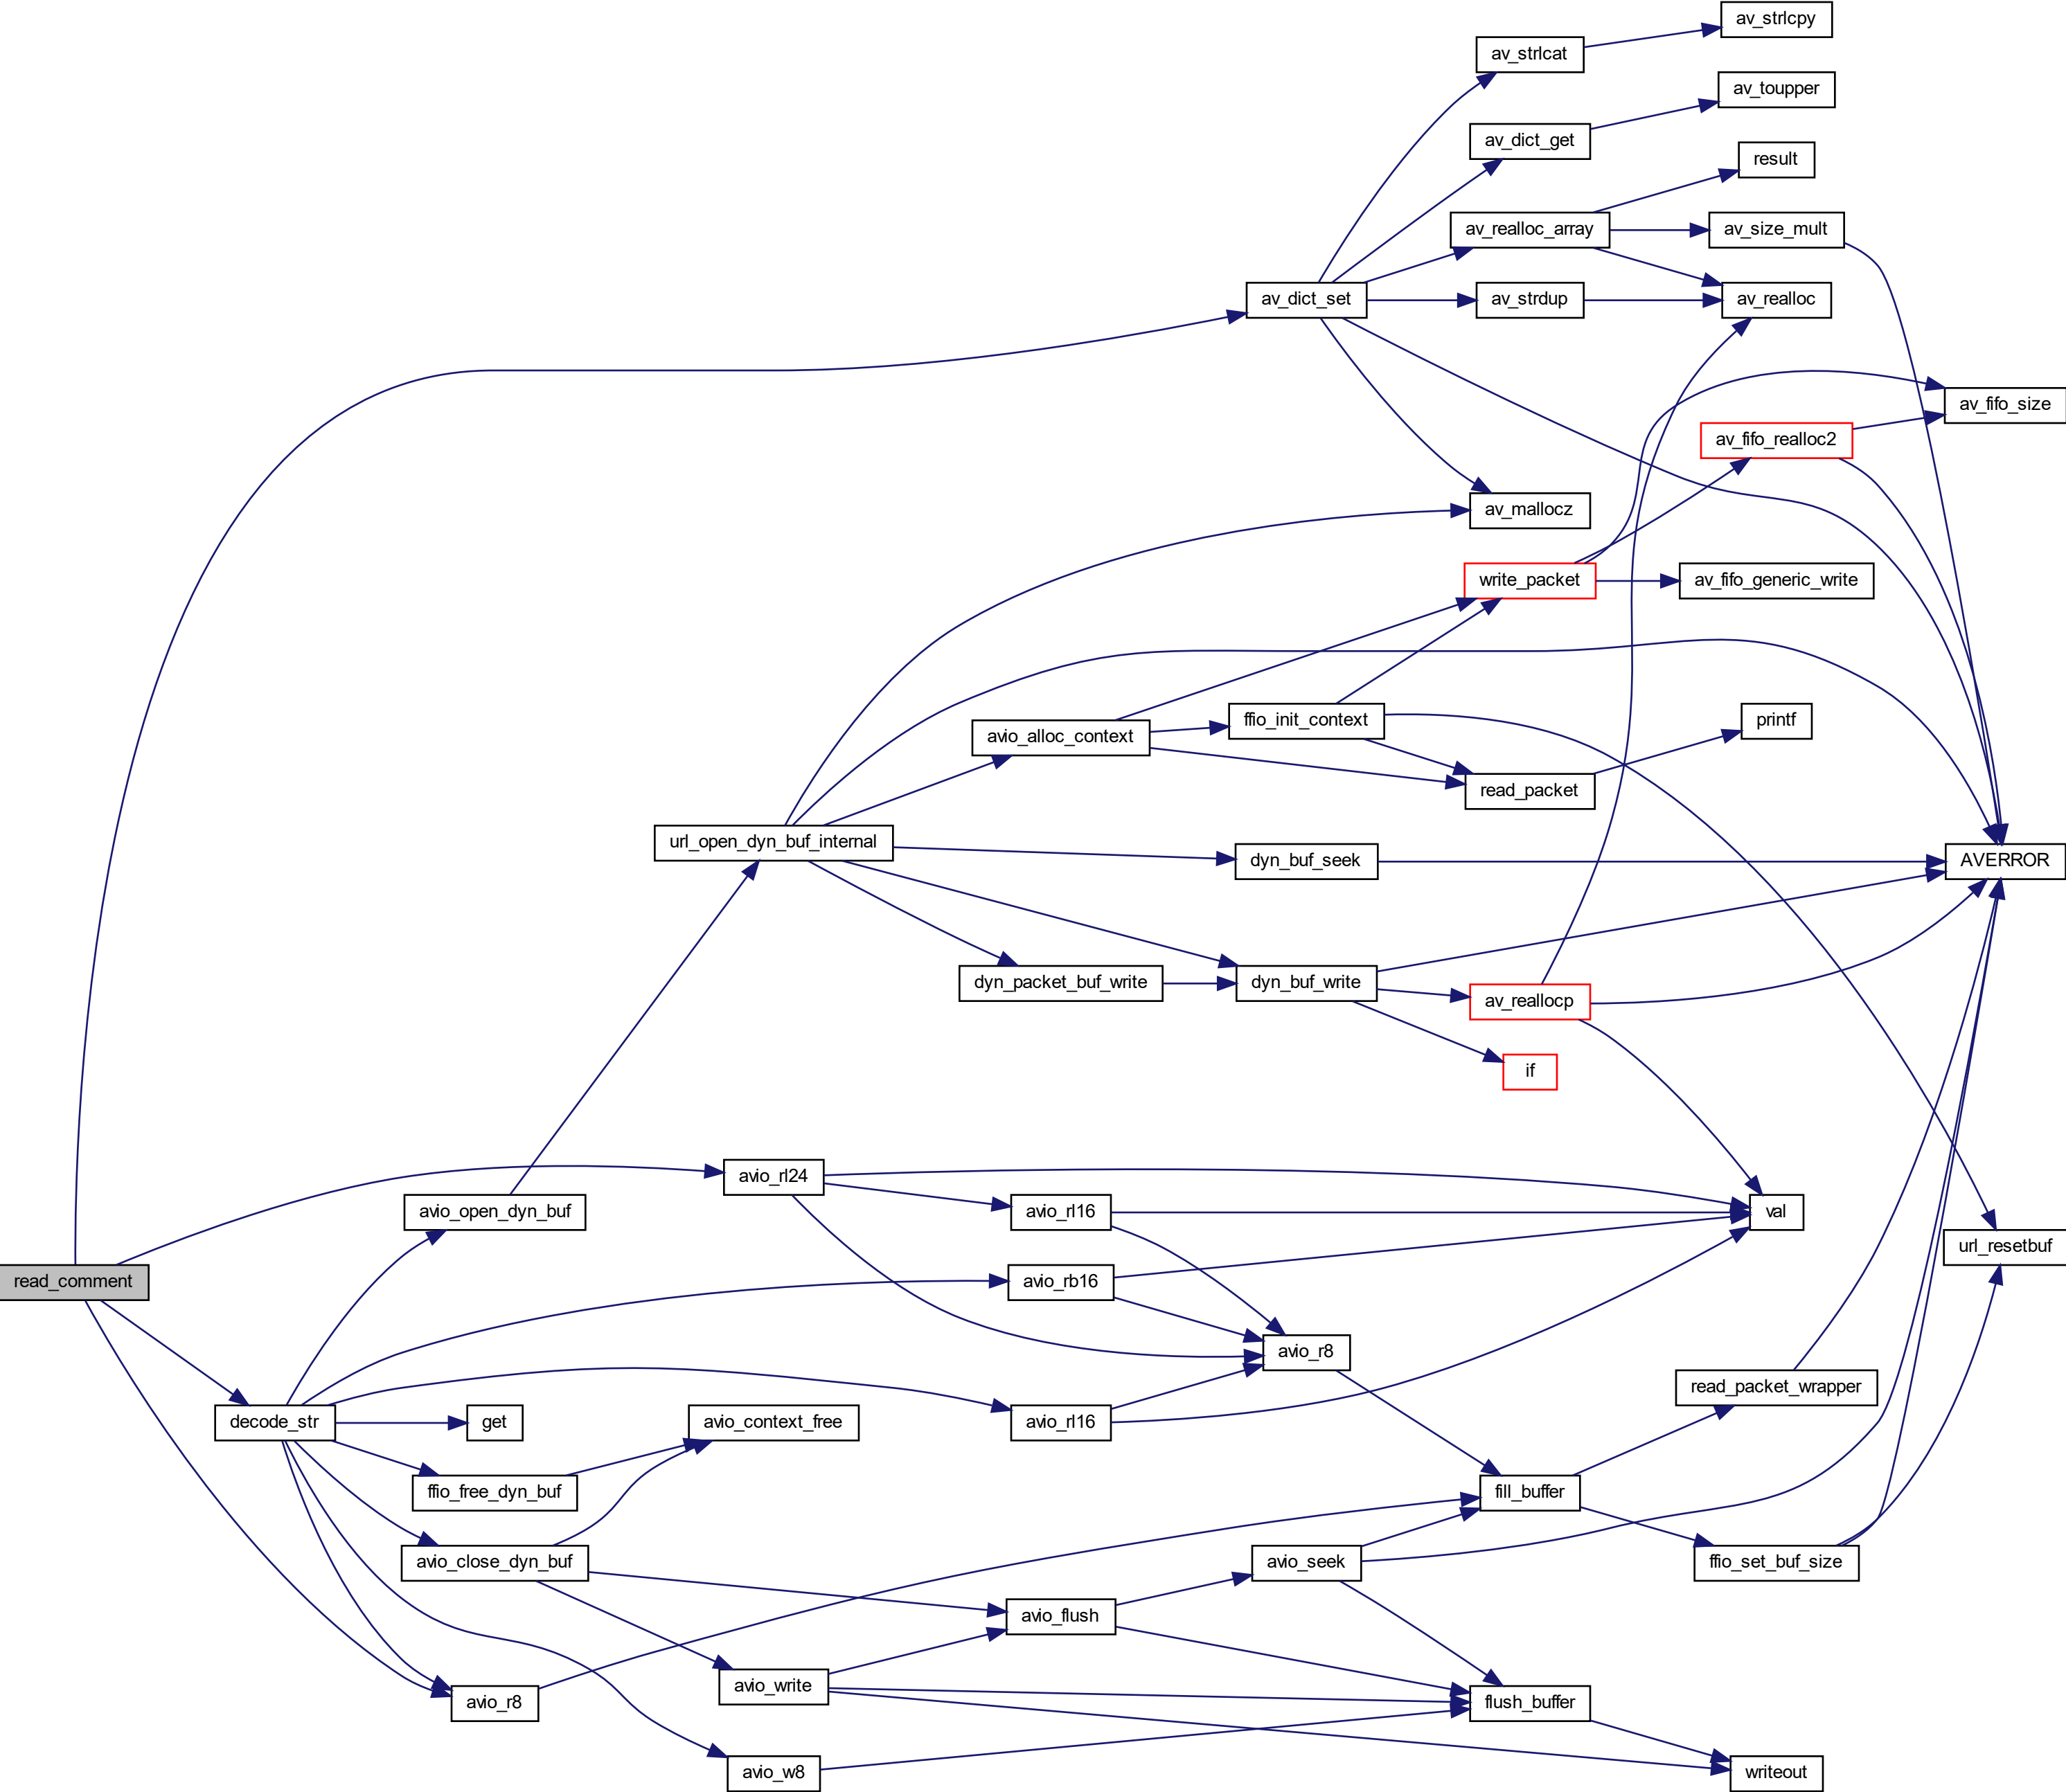 av_strlcpy
av_strlcat
av_toupper
av_dict_get
result
av_realloc_array
av_size_mult
av_dict_set
av_strdup
av_realloc
av_fifo_size
av_fifo_realloc2
av_mallocz
write_packet
av_fifo_generic_write
ffio_init_context
printf
avio_alloc_context
read_packet
url_open_dyn_buf_internal
dyn_buf_seek
AVERROR
dyn_packet_buf_write
dyn_buf_write
av_reallocp
if
avio_rl24
avio_open_dyn_buf
avio_rl16
val
url_resetbuf
read_comment
avio_rb16
avio_r8
read_packet_wrapper
decode_str
get
avio_context_free
avio_rl16
ffio_free_dyn_buf
fill_buffer
avio_close_dyn_buf
avio_seek
ffio_set_buf_size
avio_flush
avio_write
avio_r8
flush_buffer
avio_w8
writeout